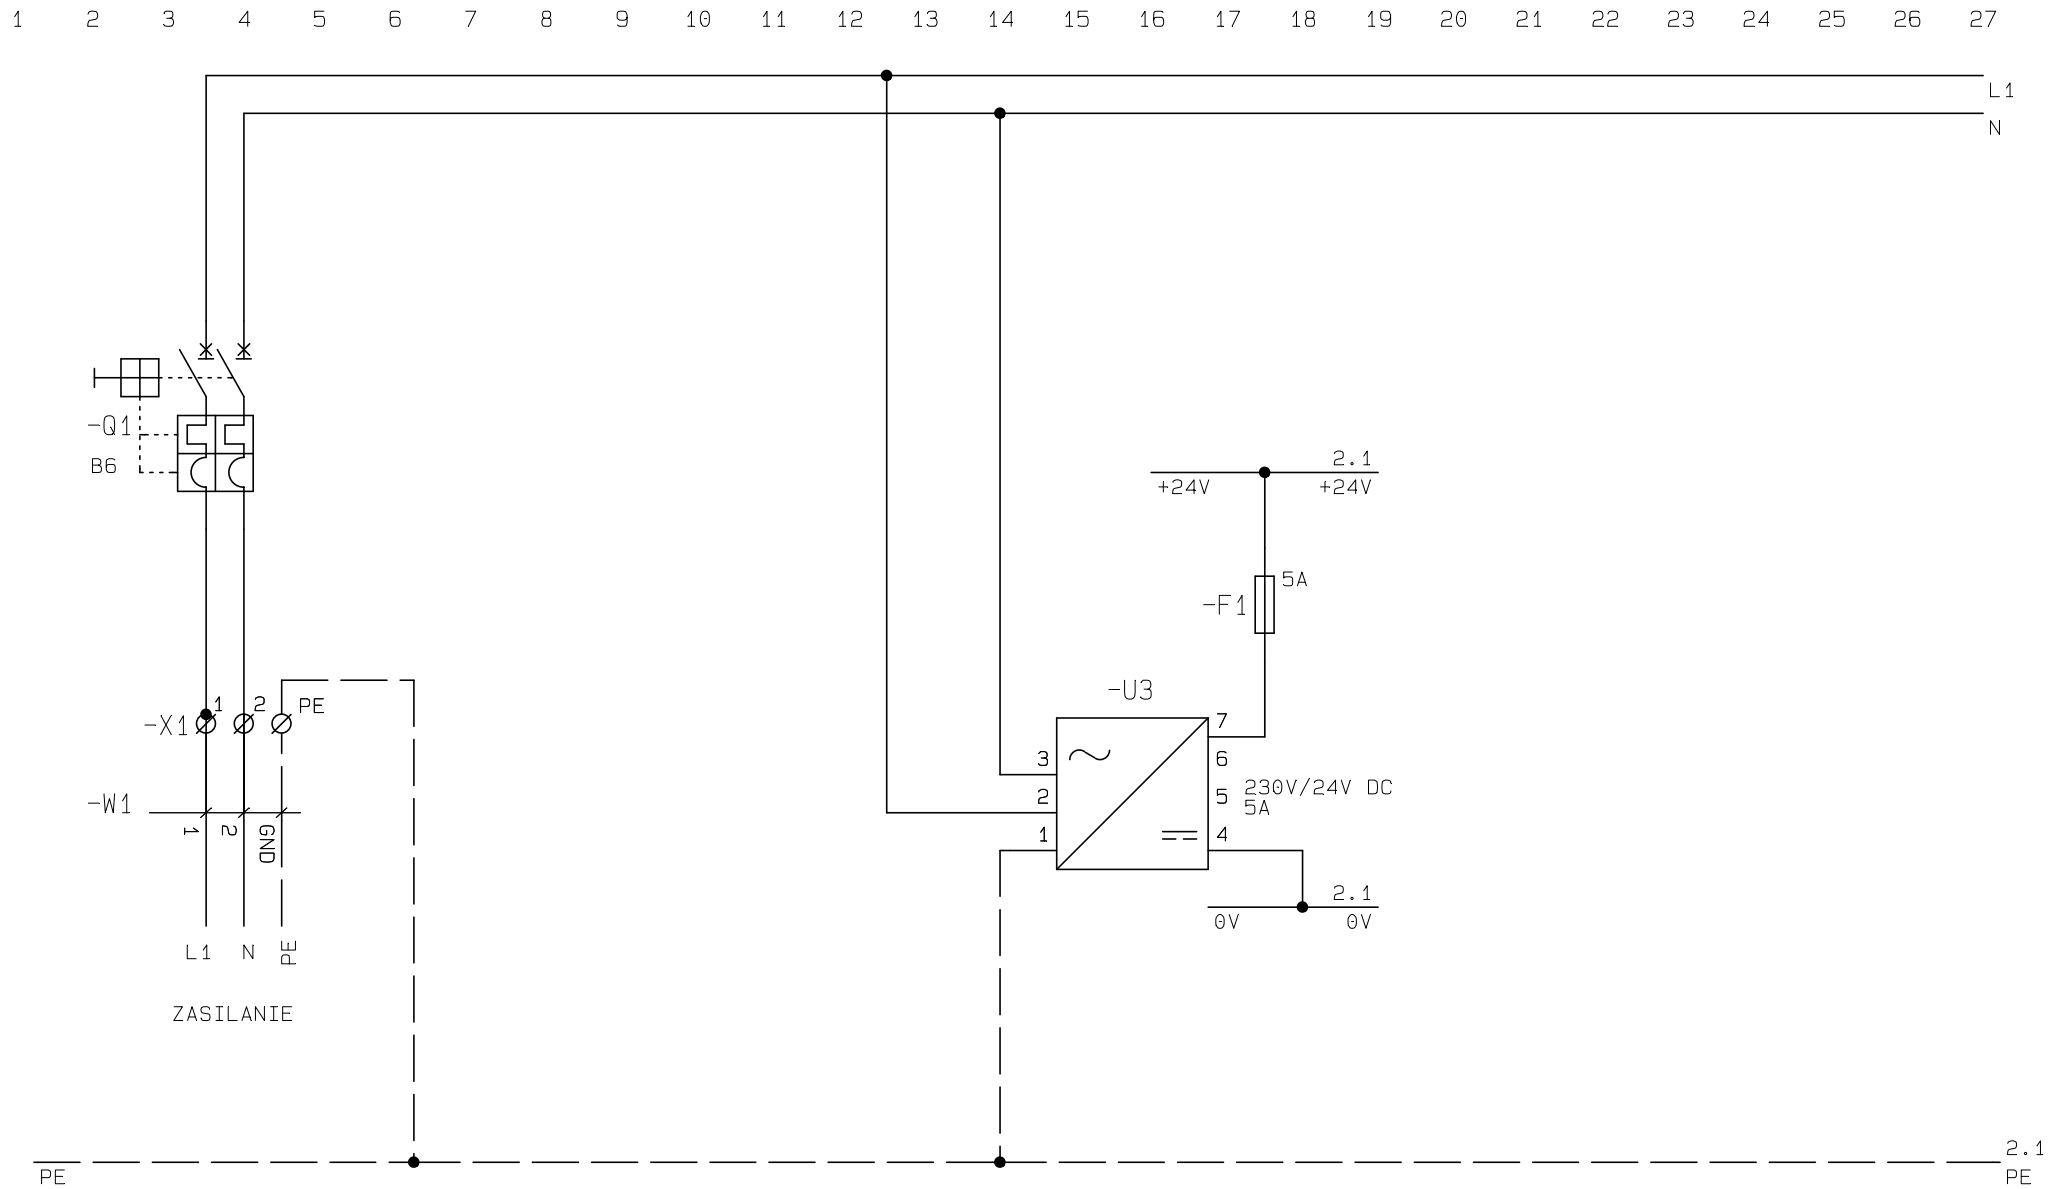 1 2 3 4 5 6 7 8 9 10 11 12 13 14 15 16 17 18 19 20 21 22 23 24 25 26 27
L1
N
-Q1
B6
2.1
+24V +24V
5A
-F1
-U3
1 2 PE
-X1
7
3 6
230V/24V DC
2 5
5A
-W1
1 2 GND
1 4
2.1
0V 0V
L1 N PE
ZASILANIE
2.1
PE PE